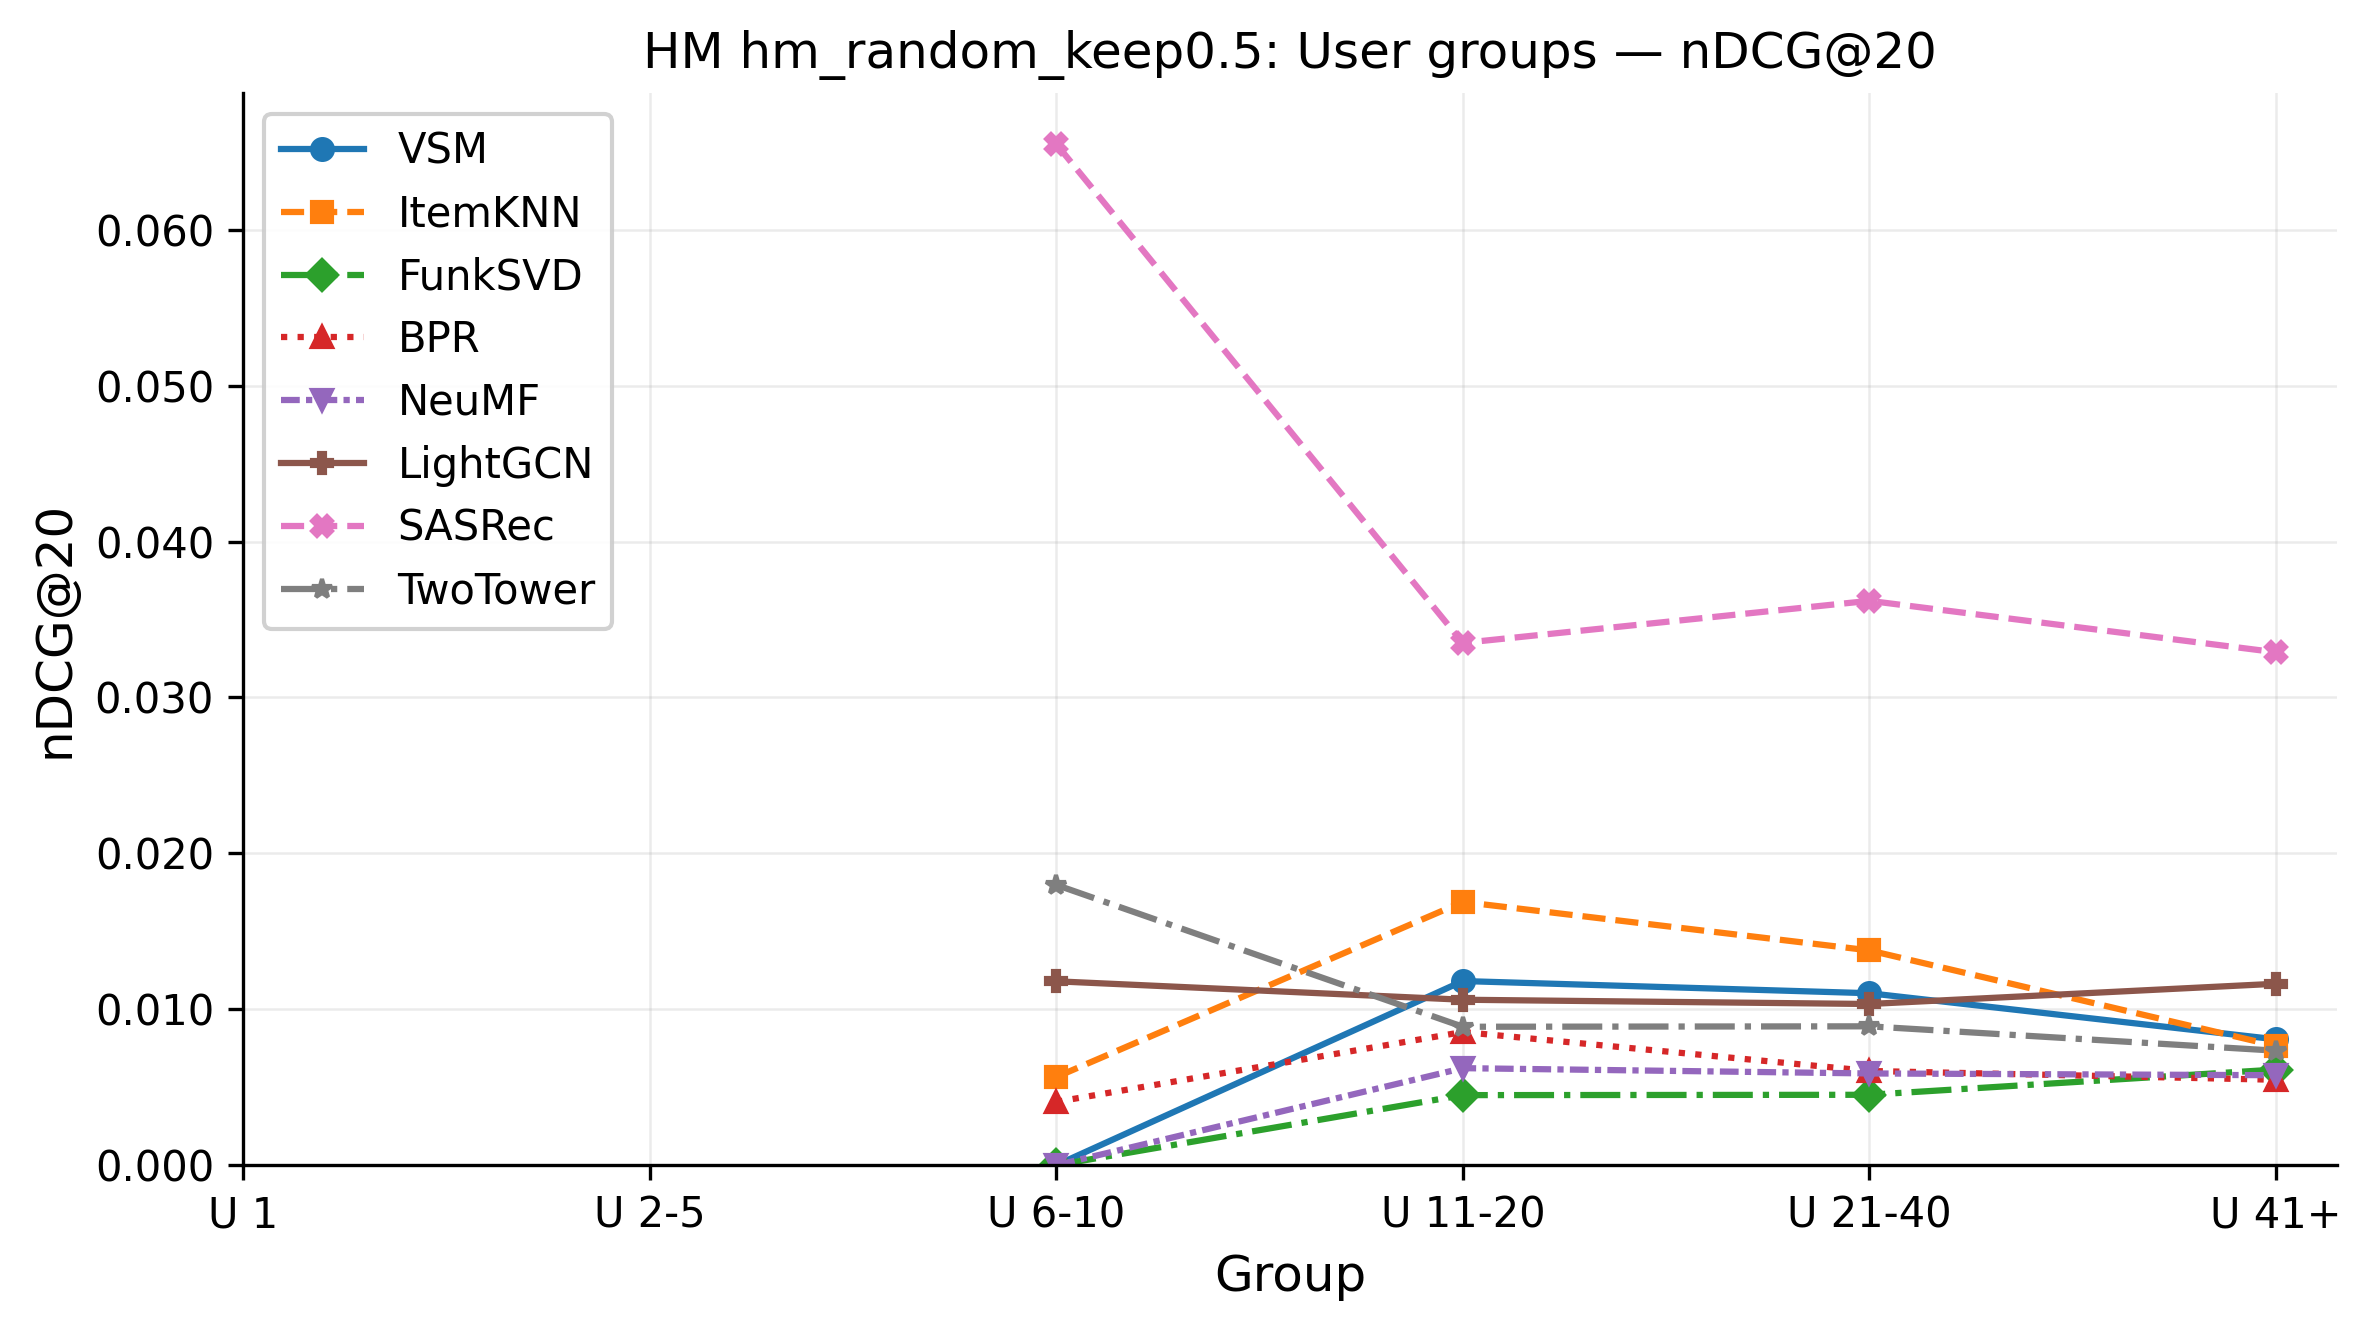 HM hm_random_keep0.5: User groups — nDCG@20
VSM
ItemKNN
FunkSVD
BPR
NeuMF
LightGCN
SASRec
TwoTower
nDCG@20
0.060
0.050
0.040
0.030
0.020
0.010
0.000
U 1 U 2-5 U 6-10 U 11-20 U 21-40 U 41+
Group